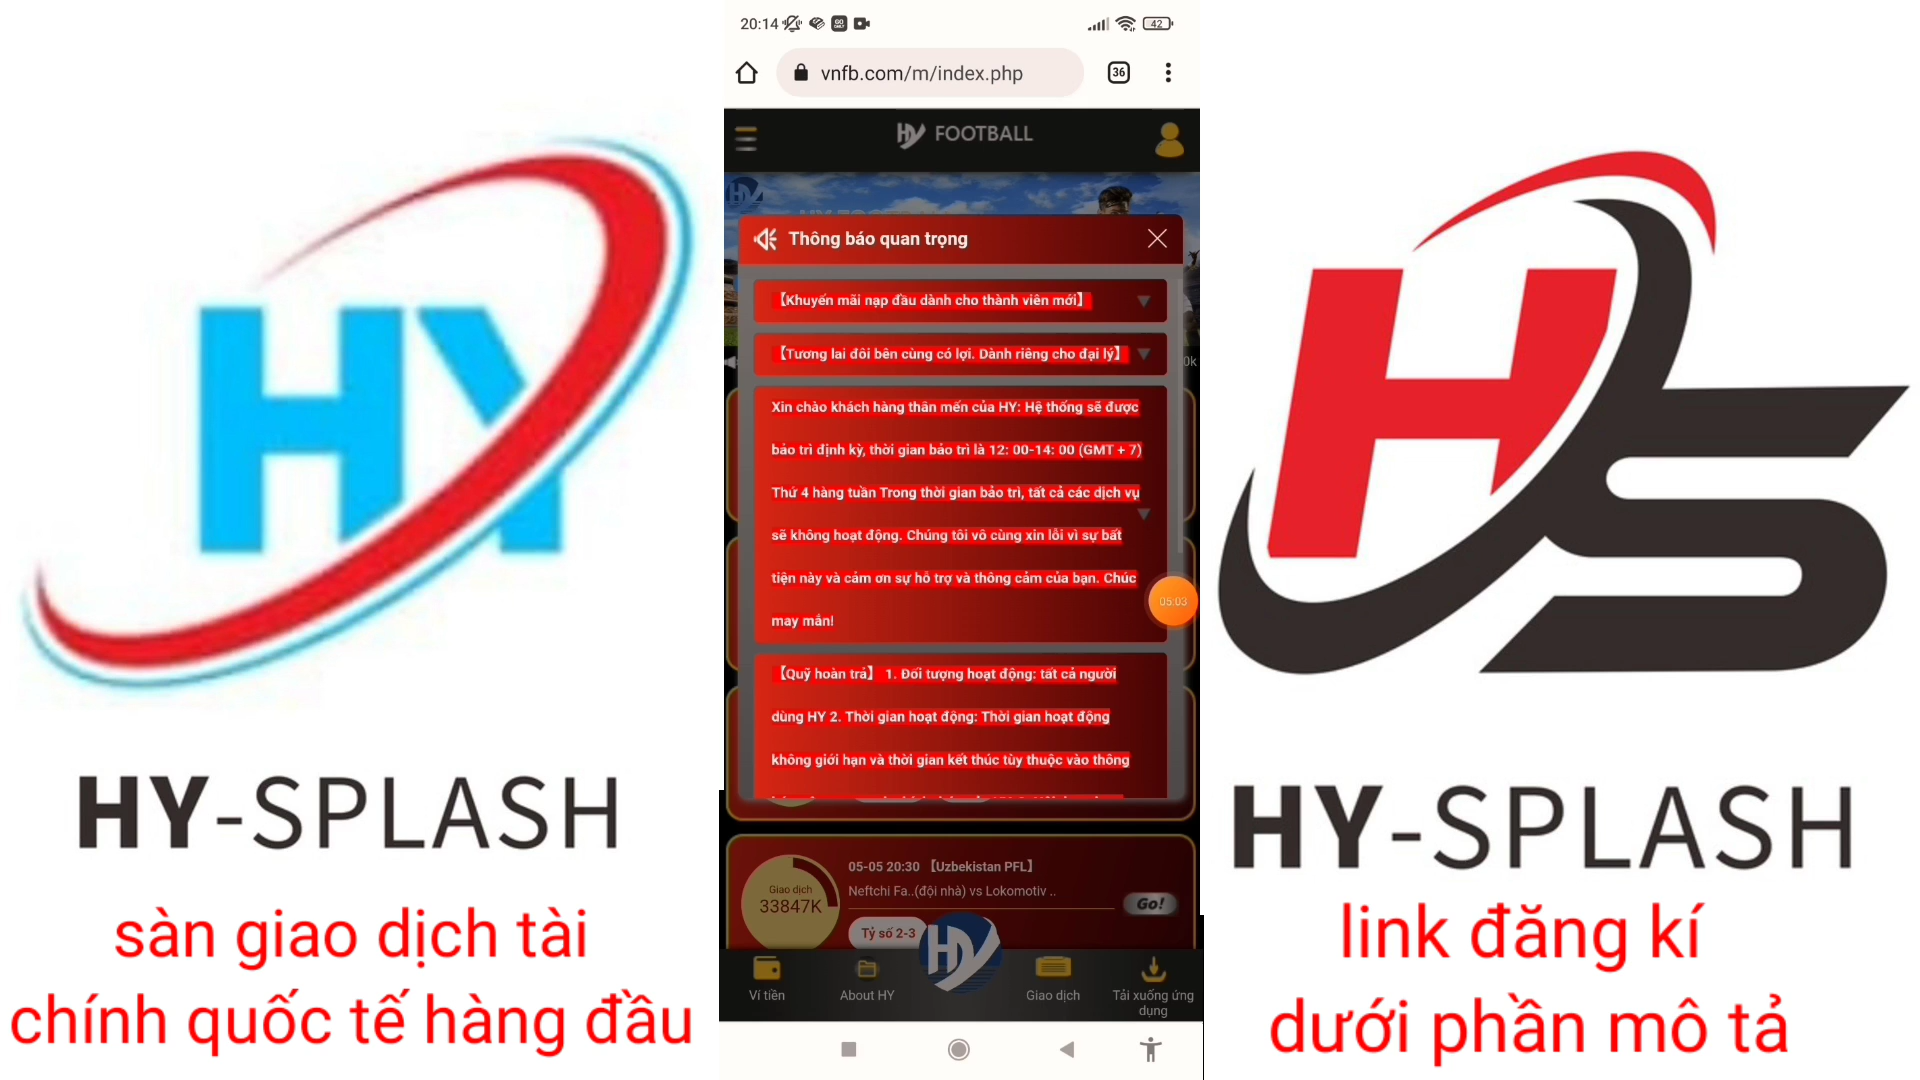 HY
HY-SPLASH
sàn giao dịch tài
chính quốc tế hàng đầu
20:14
42
vnfb.com/m/index.php
36
HY FOOTBALL
Thông báo quan trọng
【Khuyến mãi nạp đầu dành cho thành viên mới】
【Tương lai đôi bên cùng có lợi. Dành riêng cho đại lý】
0k
Xin chào khách hàng thân mến của HY: Hệ thống sẽ được
bảo trì định kỳ, thời gian bảo trì là 12: 00-14: 00 (GMT + 7)
Thứ 4 hàng tuần Trong thời gian bảo trì, tất cả các dịch vụ
sẽ không hoạt động. Chúng tôi vô cùng xin lỗi vì sự bất
tiện này và cảm ơn sự hỗ trợ và thông cảm của bạn. Chúc
may mắn!
05:03
【Quỹ hoàn trả】 1. Đối tượng hoạt động: tất cả người
dùng HY 2. Thời gian hoạt động: Thời gian hoạt động
không giới hạn và thời gian kết thúc tùy thuộc vào thông
05-05 20:30 【Uzbekistan PFL】
Neftchi Fa..(đội nhà) vs Lokomotiv ..
Giao dịch
33847K
Go!
Tỷ số 2-3
HY
Ví tiền
About HY
Giao dịch
Tải xuống ứng
dụng
HS
HY-SPLASH
link đăng kí
dưới phần mô tả